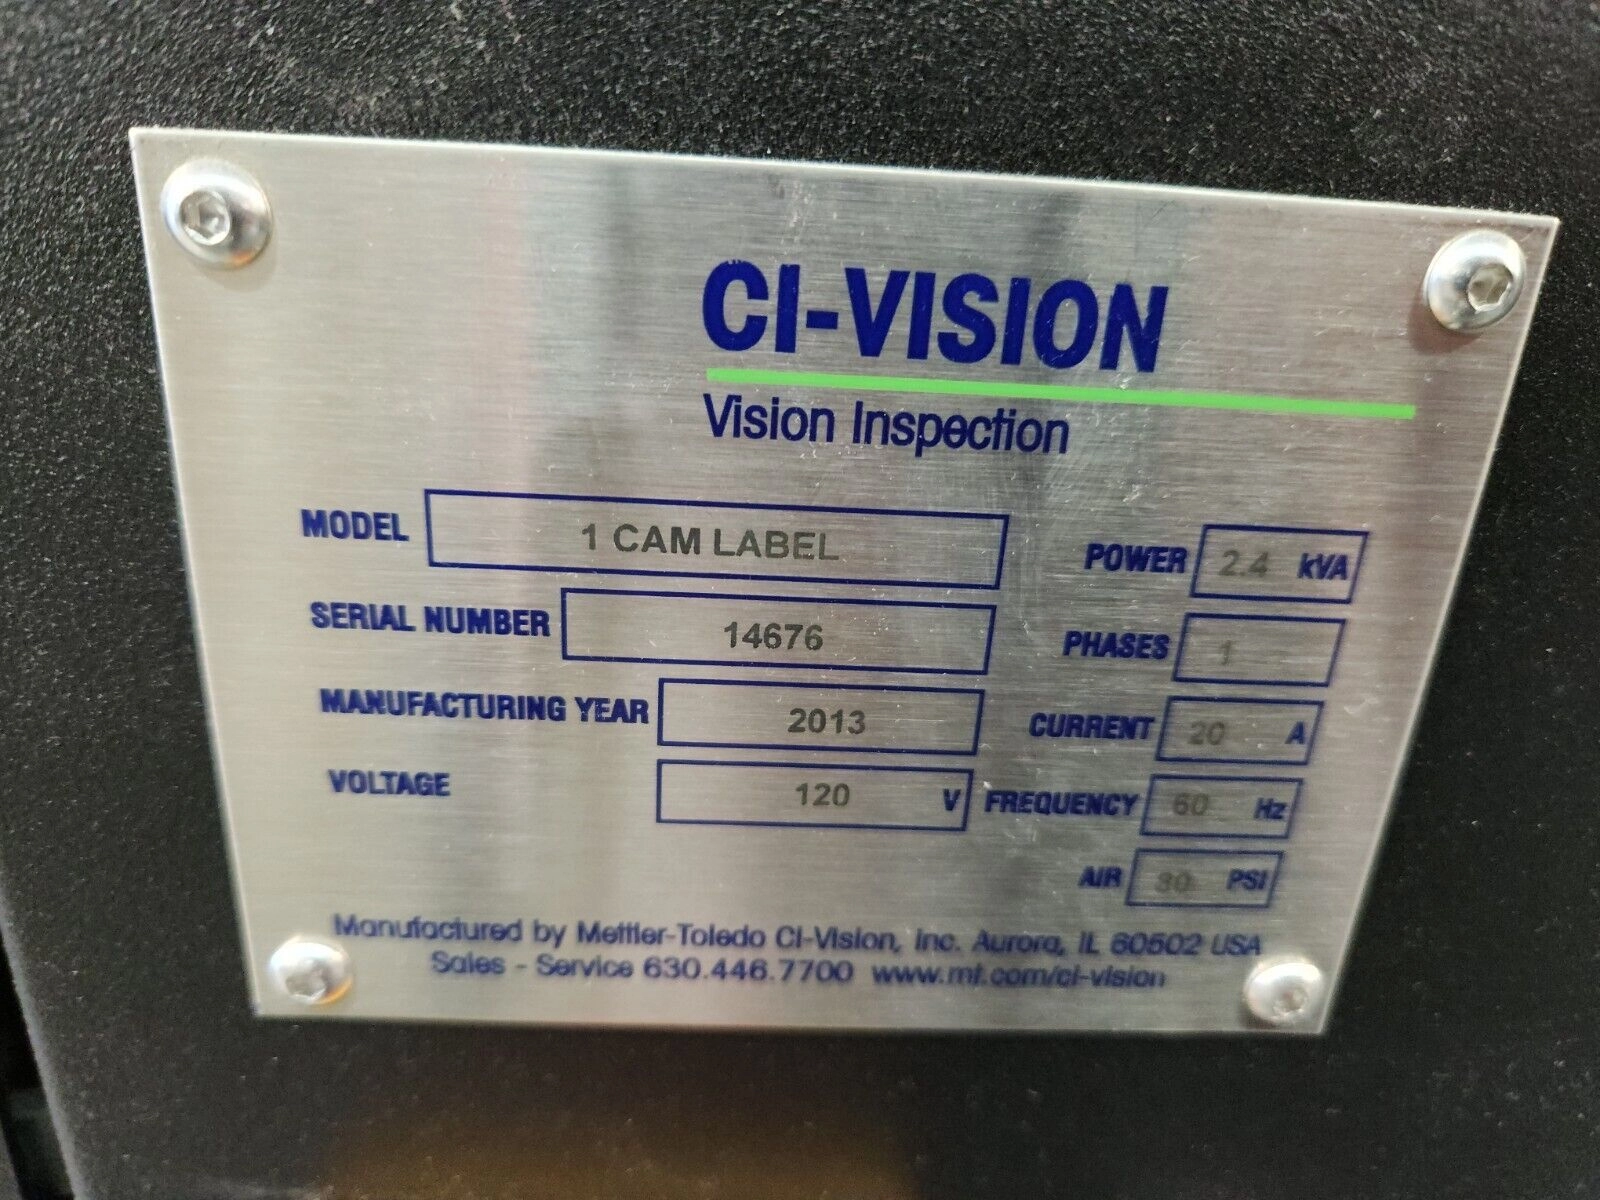 CI-VISION
Vision Inspection
MODEL 1 CAM LABEL
POWER 2.4 kVA
SERIAL NUMBER 14676
PHASES 1
MANUFACTURING YEAR 2013
CURRENT 20 A
VOLTAGE 120 V
FREQUENCY 60 Hz
AIR PSI
Manufactured by Mettler-Toledo CI-Vision, Inc. Aurora, IL 60502 USA
Sales - Service 630.446.7700 www.mt.com/ci-vision